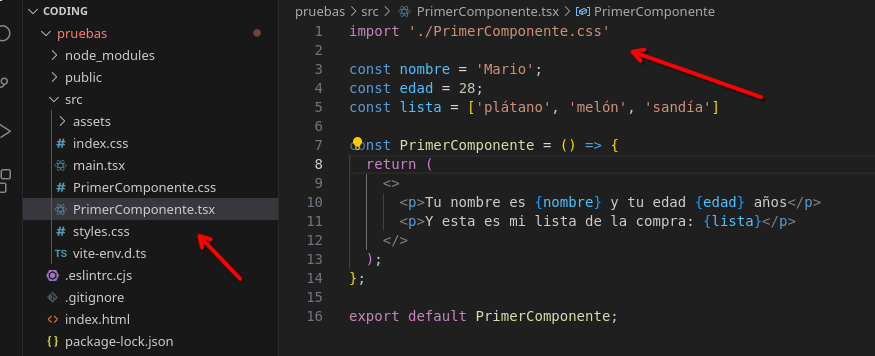 CODING
pruebas
node_modules
public
src
assets
# index.css
main.tsx
# PrimerComponente.css
PrimerComponente.tsx
# styles.css
TS vite-env.d.ts
.eslintrc.cjs
.gitignore
<> index.html
{} package-lock.json
pruebas > src > PrimerComponente.tsx > PrimerComponente
1 import './PrimerComponente.css'
2
3 const nombre = 'Mario';
4 const edad = 28;
5 const lista = ['plátano', 'melón', 'sandía']
6
7 const PrimerComponente = () => {
8 return (
9 <>
10 <p>Tu nombre es {nombre} y tu edad {edad} años</p>
11 <p>Y esta es mi lista de la compra: {lista}</p>
12 </>
13 );
14 };
15
16 export default PrimerComponente;